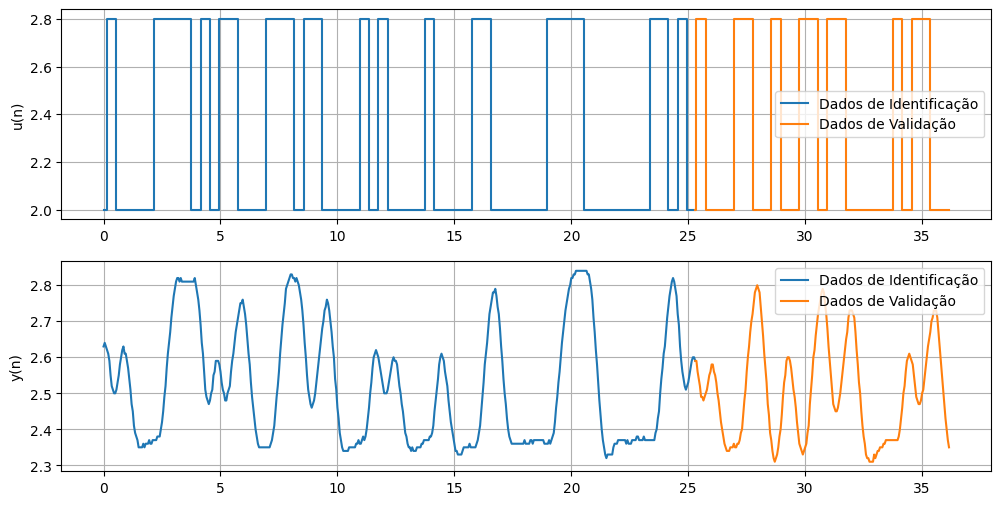 2.8
2.6
2.4
2.2
2.0
u(n)
Dados de Identificação
Dados de Validação
0 5 10 15 20 25 30 35
2.8
2.7
2.6
2.5
2.4
2.3
y(n)
Dados de Identificação
Dados de Validação
0 5 10 15 20 25 30 35